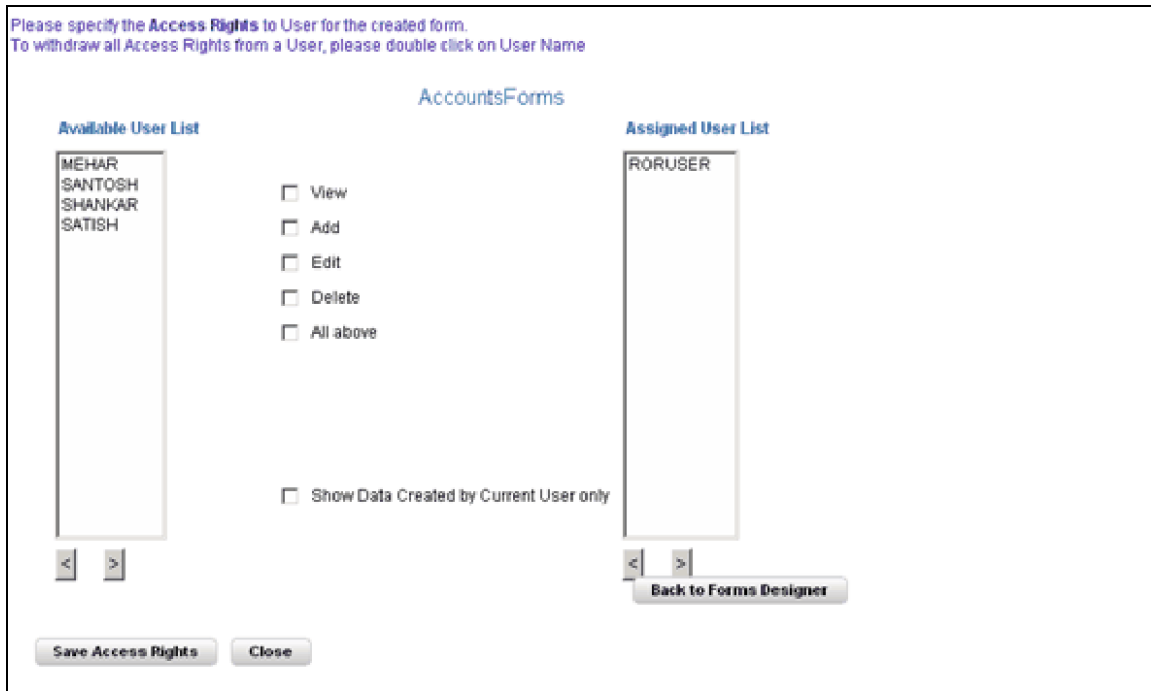 Please specify the Access Rights to User for the created form.
To withdraw all Access Rights from a User, please double click on User Name
AccountsForms
Available User List
Assigned User List
MEHAR
SANTOSH
SHANKAR
SATISH
RORUSER
View
Add
Edit
Delete
All above
Show Data Created by Current User only
< >
< >
Back to Forms Designer
Save Access Rights
Close